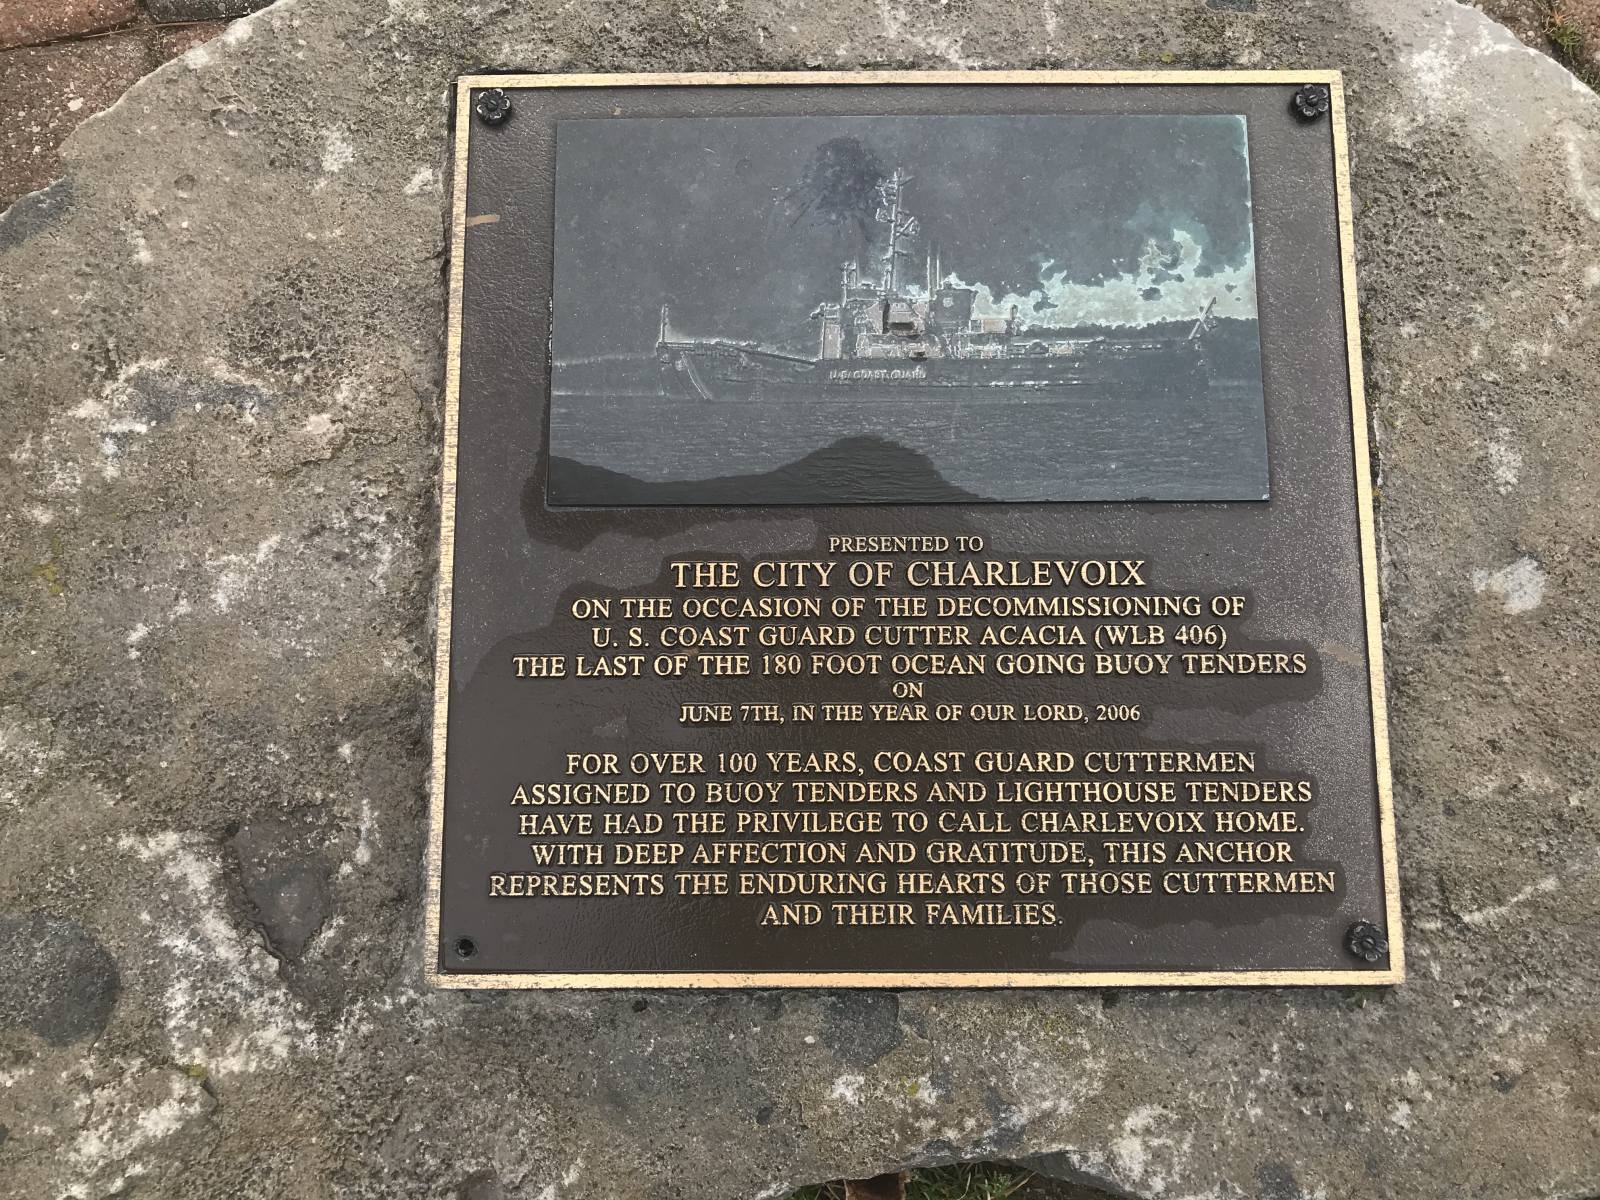 U.S. COAST GUARD
PRESENTED TO
THE CITY OF CHARLEVOIX
ON THE OCCASION OF THE DECOMMISSIONING OF
U. S. COAST GUARD CUTTER ACACIA (WLB 406)
THE LAST OF THE 180 FOOT OCEAN GOING BUOY TENDERS
ON
JUNE 7TH, IN THE YEAR OF OUR LORD, 2006
FOR OVER 100 YEARS, COAST GUARD CUTTERMEN
ASSIGNED TO BUOY TENDERS AND LIGHTHOUSE TENDERS
HAVE HAD THE PRIVILEGE TO CALL CHARLEVOIX HOME.
WITH DEEP AFFECTION AND GRATITUDE, THIS ANCHOR
REPRESENTS THE ENDURING HEARTS OF THOSE CUTTERMEN
AND THEIR FAMILIES.